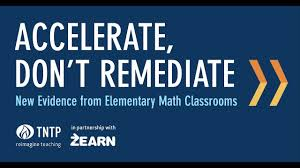 ACCELERATE,
DON'T REMEDIATE
New Evidence from Elementary Math Classrooms
TNTP
reimagine teaching
in partnership with
ZEARN